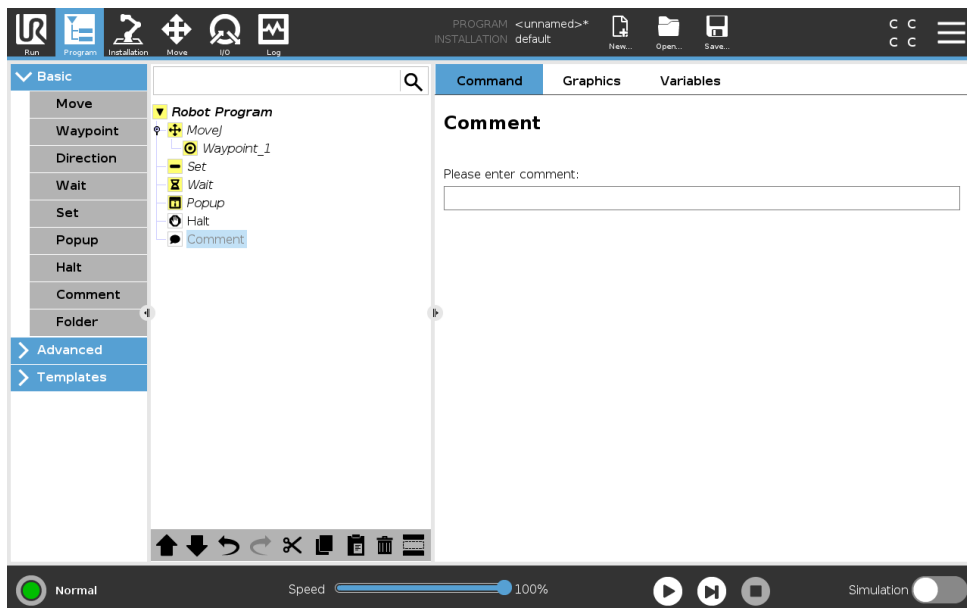 UR
Run
Program
Installation
Move
I/O
Log
PROGRAM <unnamed>*
INSTALLATION default
New...
Open...
Save...
C C
C C
Basic
Move
Waypoint
Direction
Wait
Set
Popup
Halt
Comment
Folder
Advanced
Templates
Robot Program
MoveJ
Waypoint_1
Set
Wait
Popup
Halt
Comment
Command Graphics Variables
Comment
Please enter comment:
Normal
Speed 100%
Simulation